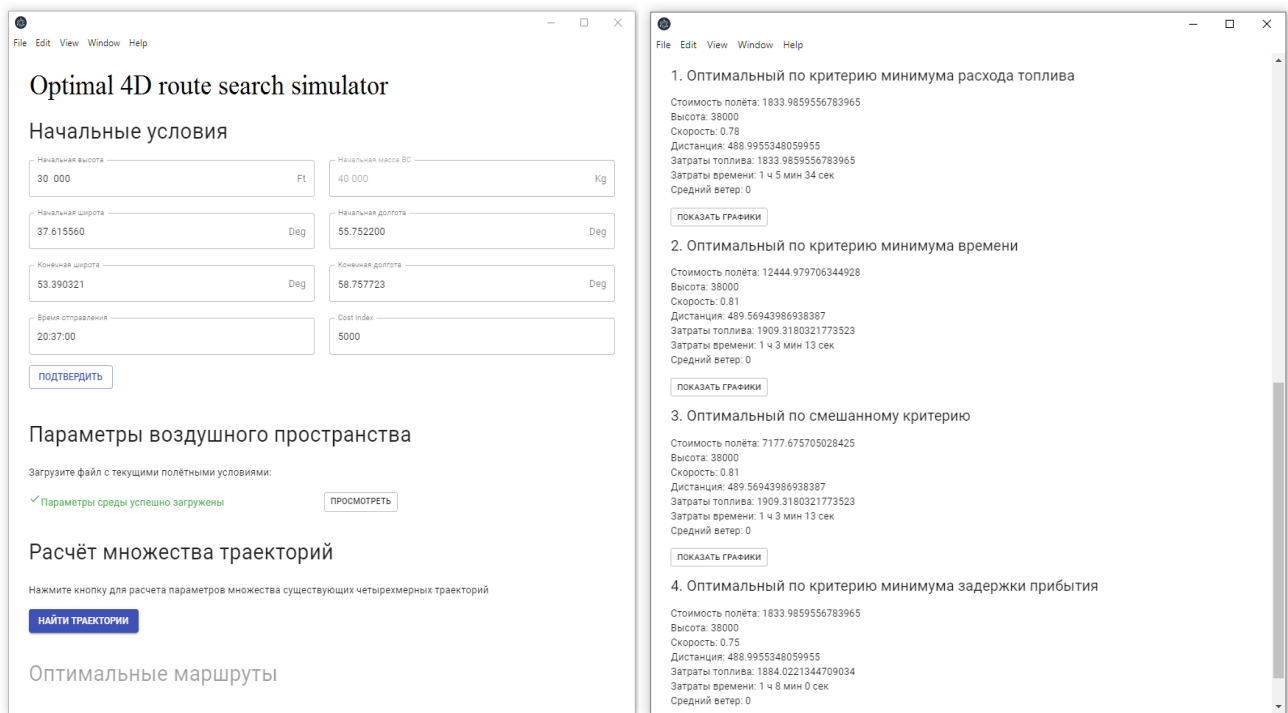 File Edit View Window Help
Optimal 4D route search simulator
Начальные условия
Начальная высота
30 000 Ft
Начальная масса ВС
40 000 Kg
Начальная широта
37.615560 Deg
Начальная долгота
55.752200 Deg
Конечная широта
53.390321 Deg
Конечная долгота
58.757723 Deg
Время отправления
20:37:00
Cost Index
5000
ПОДТВЕРДИТЬ
Параметры воздушного пространства
Загрузите файл с текущими полётными условиями:
Параметры среды успешно загружены
ПРОСМОТРЕТЬ
Расчёт множества траекторий
Нажмите кнопку для расчета параметров множества существующих четырехмерных траекторий
НАЙТИ ТРАЕКТОРИИ
Оптимальные маршруты
File Edit View Window Help
1. Оптимальный по критерию минимума расхода топлива
Стоимость полёта: 1833.9859556783965
Высота: 38000
Скорость: 0.78
Дистанция: 488.9955348059955
Затраты топлива: 1833.9859556783965
Затраты времени: 1 ч 5 мин 34 сек
Средний ветер: 0
ПОКАЗАТЬ ГРАФИКИ
2. Оптимальный по критерию минимума времени
Стоимость полёта: 12444.979706344928
Высота: 38000
Скорость: 0.81
Дистанция: 489.56943986938387
Затраты топлива: 1909.3180321773523
Затраты времени: 1 ч 3 мин 13 сек
Средний ветер: 0
ПОКАЗАТЬ ГРАФИКИ
3. Оптимальный по смешанному критерию
Стоимость полёта: 7177.675705028425
Высота: 38000
Скорость: 0.81
Дистанция: 489.56943986938387
Затраты топлива: 1909.3180321773523
Затраты времени: 1 ч 3 мин 13 сек
Средний ветер: 0
ПОКАЗАТЬ ГРАФИКИ
4. Оптимальный по критерию минимума задержки прибытия
Стоимость полёта: 1833.9859556783965
Высота: 38000
Скорость: 0.75
Дистанция: 488.9955348059955
Затраты топлива: 1884.0221344709034
Затраты времени: 1 ч 8 мин 0 сек
Средний ветер: 0